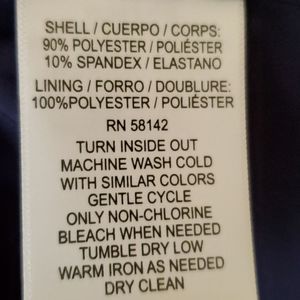 SHELL / CUERPO / CORPS:
90% POLYESTER / POLIÉSTER
10% SPANDEX / ELASTANO
LINING / FORRO / DOUBLURE:
100%POLYESTER / POLIÉSTER
RN 58142
TURN INSIDE OUT
MACHINE WASH COLD
WITH SIMILAR COLORS
GENTLE CYCLE
ONLY NON-CHLORINE
BLEACH WHEN NEEDED
TUMBLE DRY LOW
WARM IRON AS NEEDED
DRY CLEAN